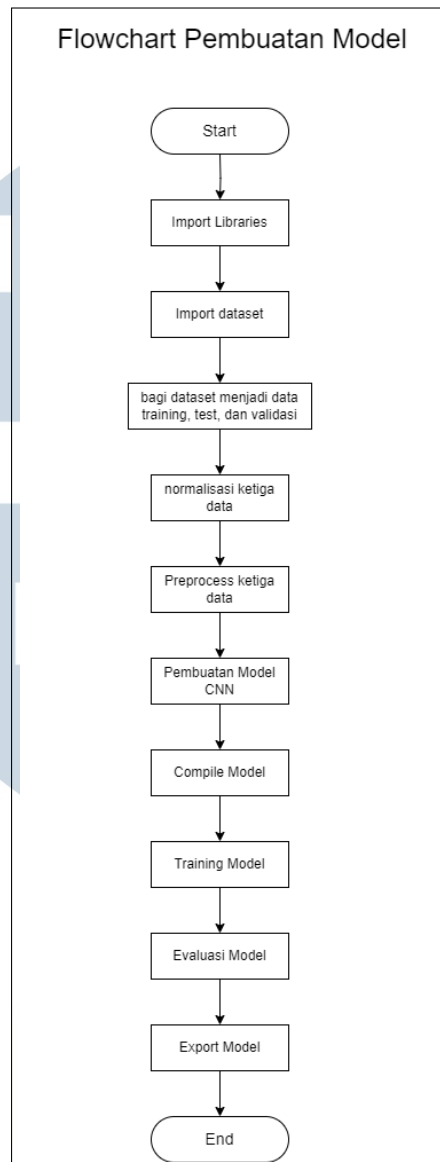 Flowchart Pembuatan Model
Start
Import Libraries
Import dataset
bagi dataset menjadi data
training, test, dan validasi
normalisasi ketiga
data
Preprocess ketiga
data
Pembuatan Model
CNN
Compile Model
Training Model
Evaluasi Model
Export Model
End